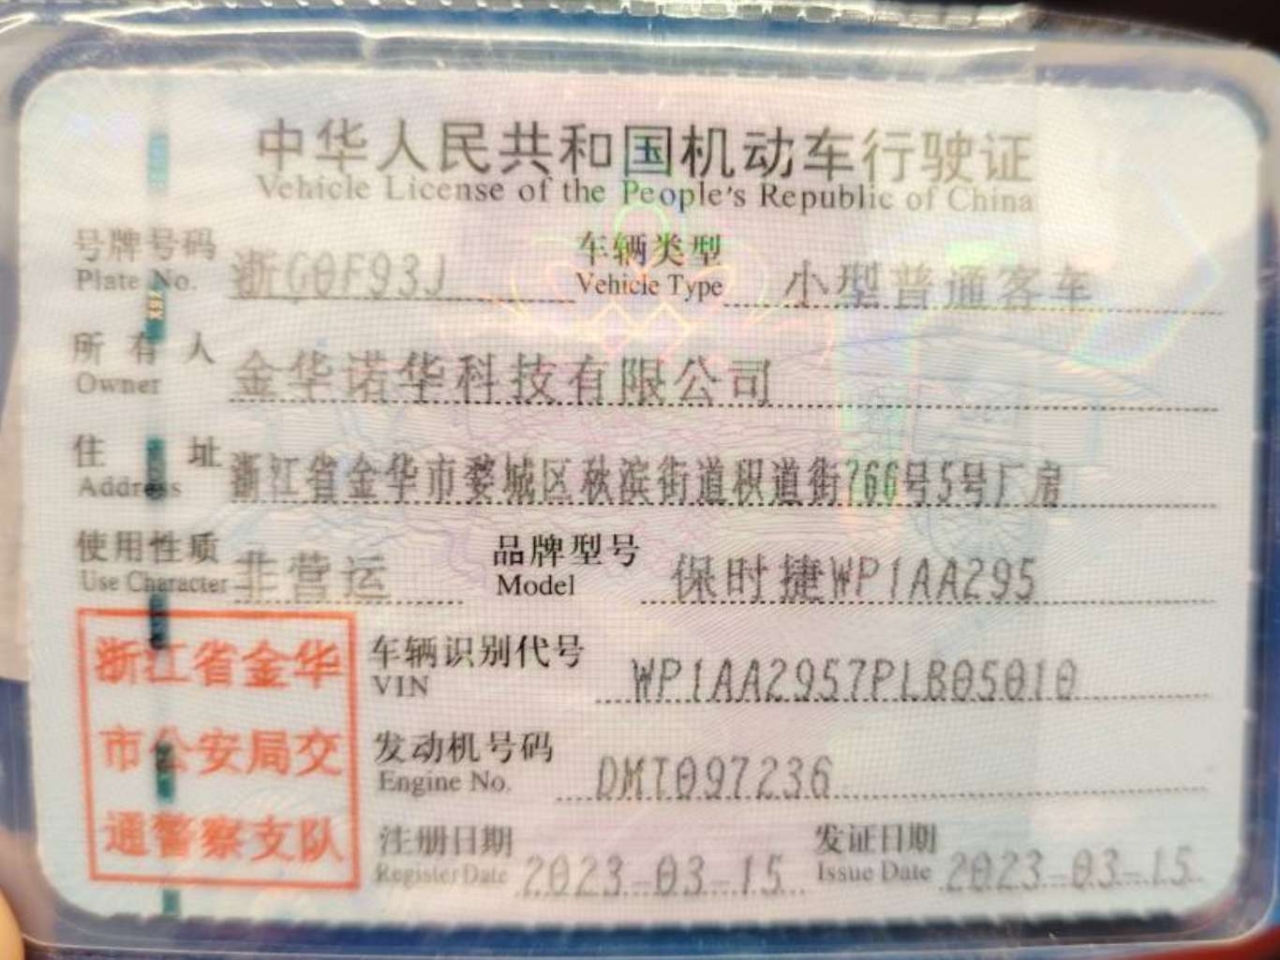 中华人民共和国机动车行驶证
Vehicle License of the People's Republic of China
号牌号码 浙G0F93J 车辆类型 小型普通客车
Plate No. Vehicle Type
所有人 金华诺华科技有限公司
Owner
住址 浙江省金华市婺城区秋滨街道积道街766号5号厂房
Address
使用性质 非营运 品牌型号 保时捷WP1AA295
Use Character Model
浙江省金华
市公安局交
通警察支队
车辆识别代号 WP1AA2957PLB05010
VIN
发动机号码 DMT097236
Engine No.
注册日期 2023-03-15 发证日期 2023-03-15
Register Date Issue Date